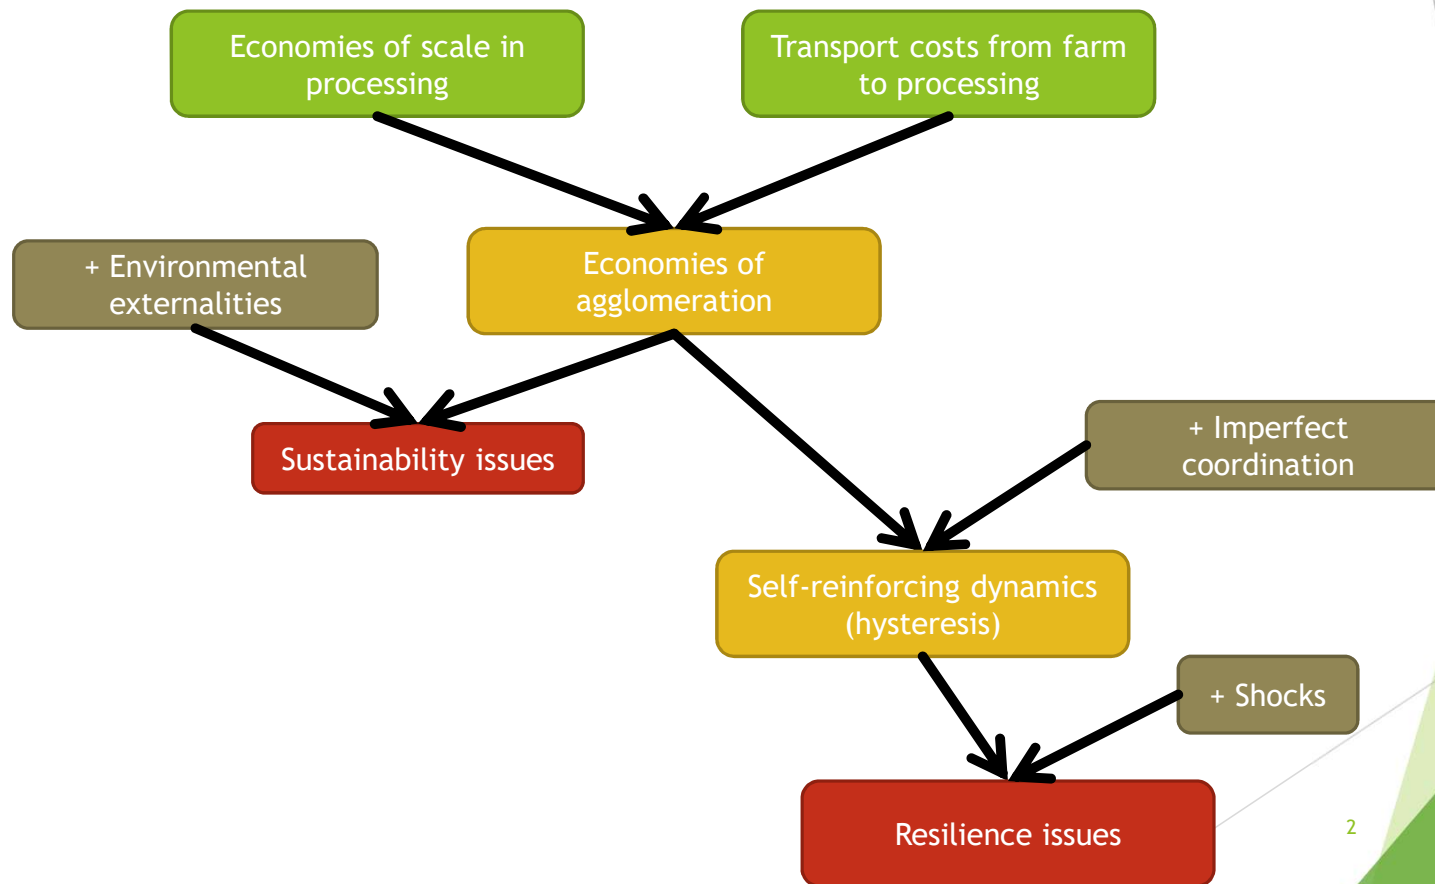 Economies of scale in
processing
Transport costs from farm
to processing
+ Environmental
externalities
Economies of
agglomeration
Sustainability issues
+ Imperfect
coordination
Self-reinforcing dynamics
(hysteresis)
+ Shocks
Resilience issues
2